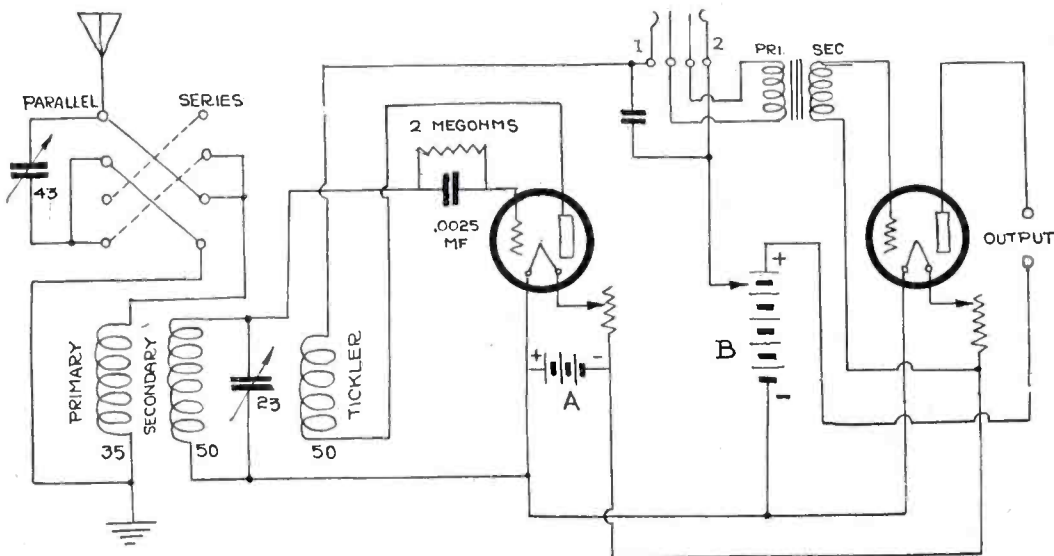 1 2
PRI. SEC
PARALLEL SERIES
2 MEGOHMS
43
.0025
MF
OUTPUT
+
B
-
+ -
A
PRIMARY
SECONDARY
23
TICKLER
35 50 50